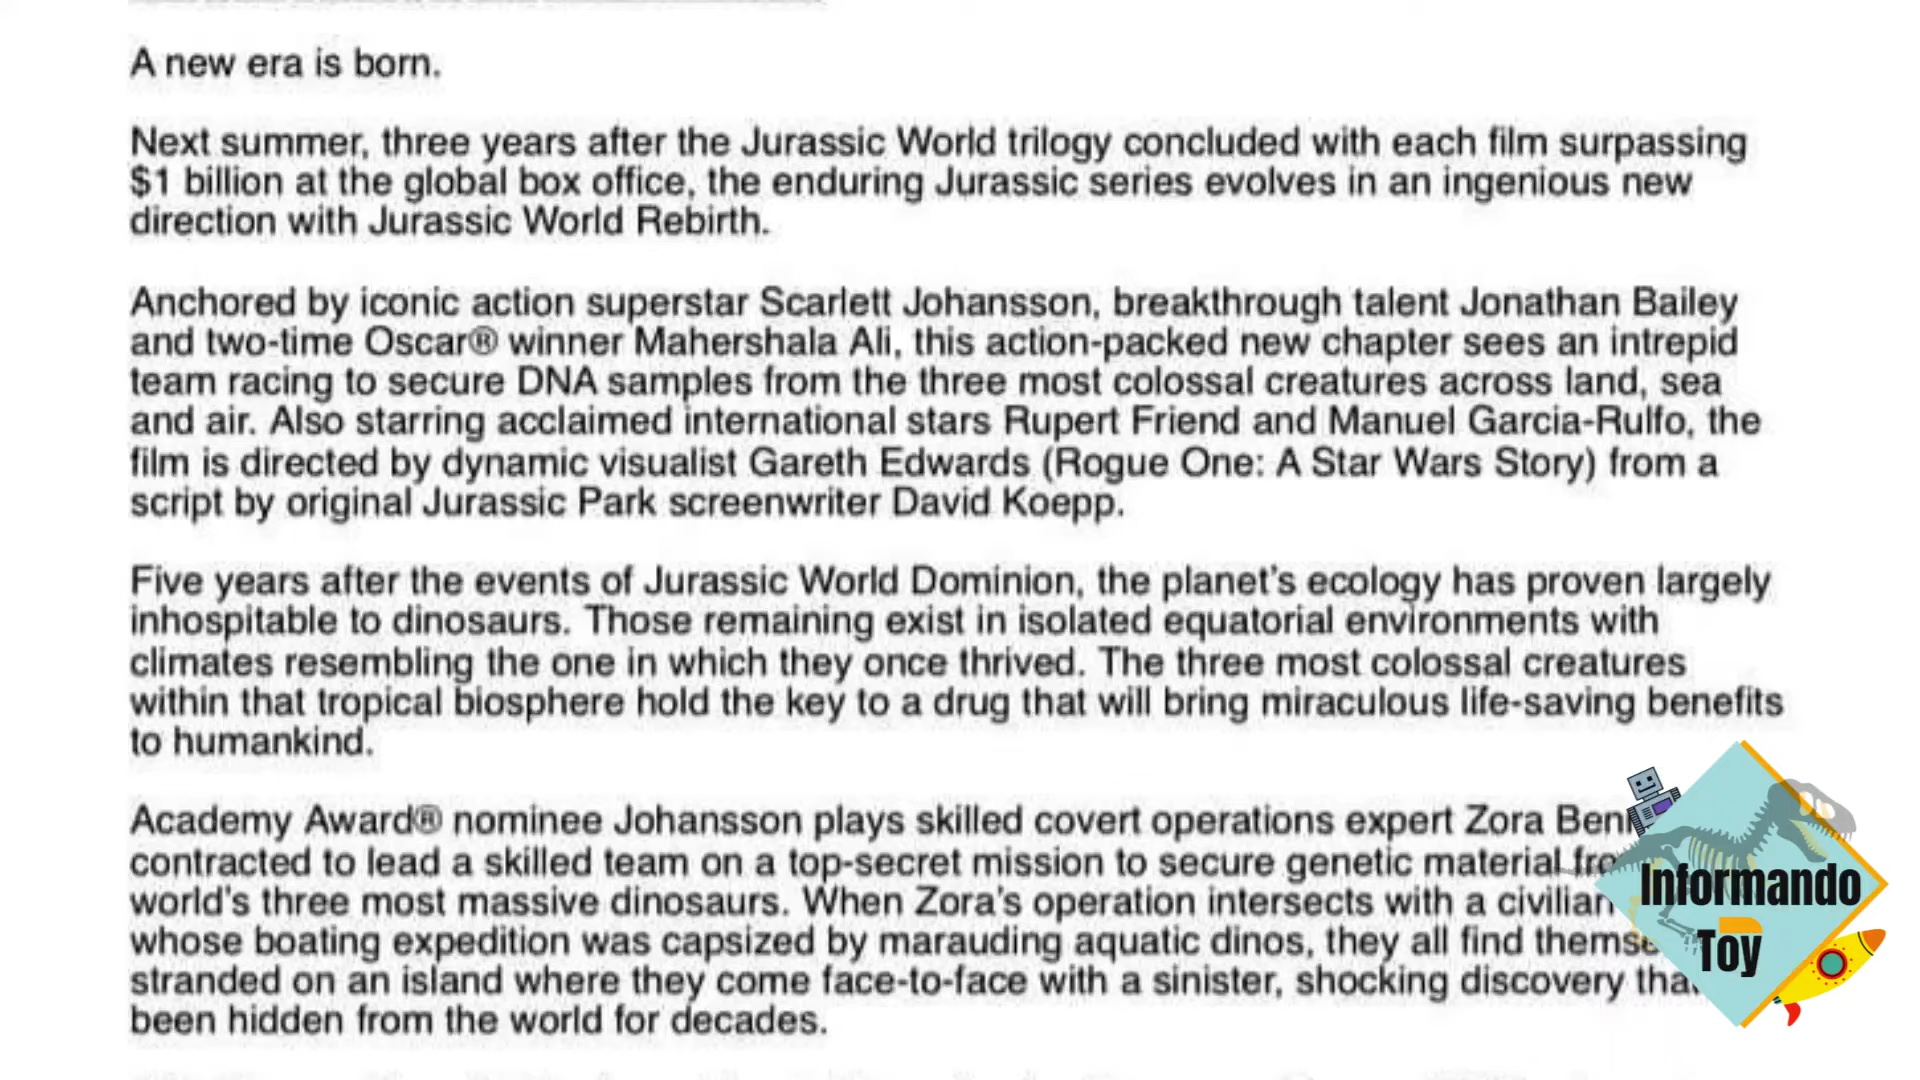 A new era is born.
Next summer, three years after the Jurassic World trilogy concluded with each film surpassing
$1 billion at the global box office, the enduring Jurassic series evolves in an ingenious new
direction with Jurassic World Rebirth.
Anchored by iconic action superstar Scarlett Johansson, breakthrough talent Jonathan Bailey
and two-time Oscar® winner Mahershala Ali, this action-packed new chapter sees an intrepid
team racing to secure DNA samples from the three most colossal creatures across land, sea
and air. Also starring acclaimed international stars Rupert Friend and Manuel Garcia-Rulfo, the
film is directed by dynamic visualist Gareth Edwards (Rogue One: A Star Wars Story) from a
script by original Jurassic Park screenwriter David Koepp.
Five years after the events of Jurassic World Dominion, the planet's ecology has proven largely
inhospitable to dinosaurs. Those remaining exist in isolated equatorial environments with
climates resembling the one in which they once thrived. The three most colossal creatures
within that tropical biosphere hold the key to a drug that will bring miraculous life-saving benefits
to humankind.
Academy Award® nominee Johansson plays skilled covert operations expert Zora
contracted to lead a skilled team on a top-secret mission to secure genetic material
world's three most massive dinosaurs. When Zora's operation intersects with a civilian
whose boating expedition was capsized by marauding aquatic dinos, they all find
stranded on an island where they come face-to-face with a sinister, shocking discovery
been hidden from the world for decades.
Informando
Toy